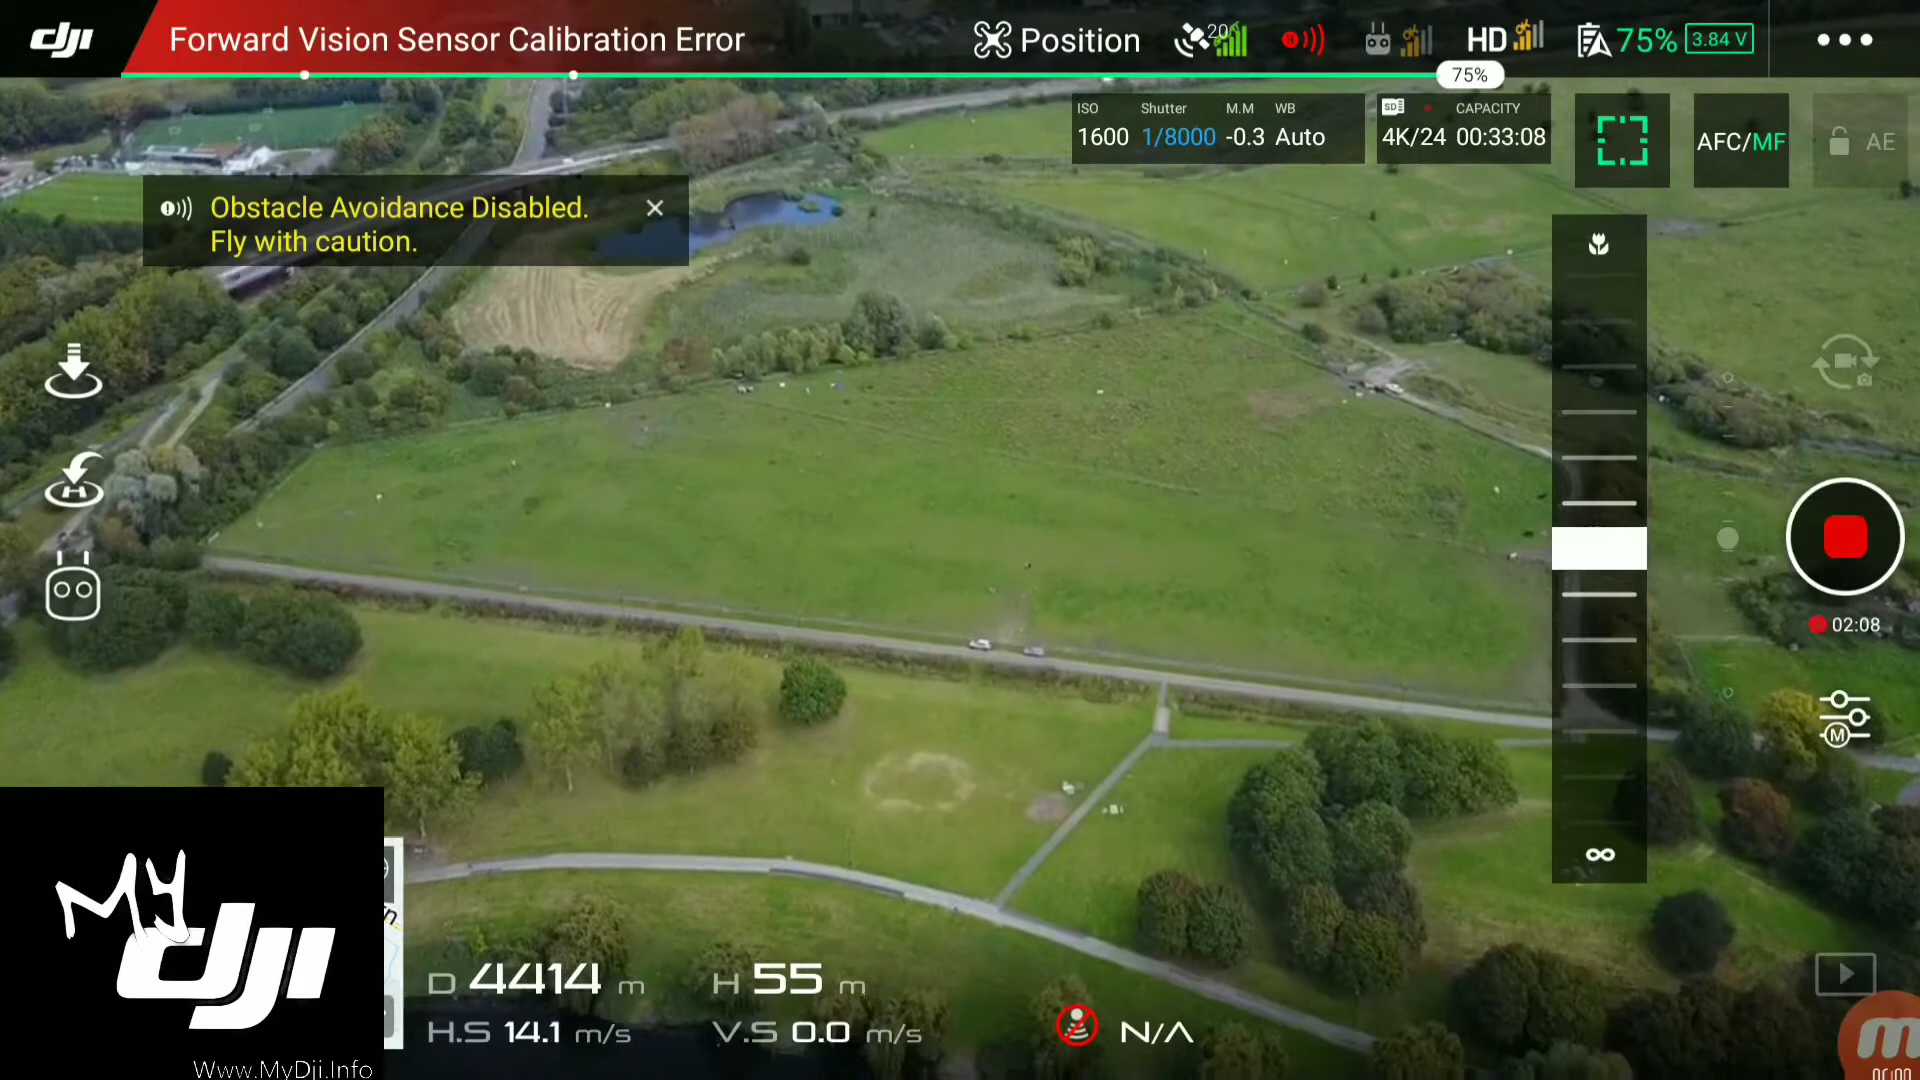 dji
Forward Vision Sensor Calibration Error
Position
20
HD
75%
3.84 V
75%
ISO
Shutter
M.M
WB
1600
1/8000
-0.3
Auto
SD
CAPACITY
4K/24
00:33:08
AFC/MF
AE
Obstacle Avoidance Disabled.
Fly with caution.
H
02:08
M
My
dji
Www.MyDji.Info
D 4414 m
H 55 m
H.S 14.1 m/s
V.S 0.0 m/s
N/A